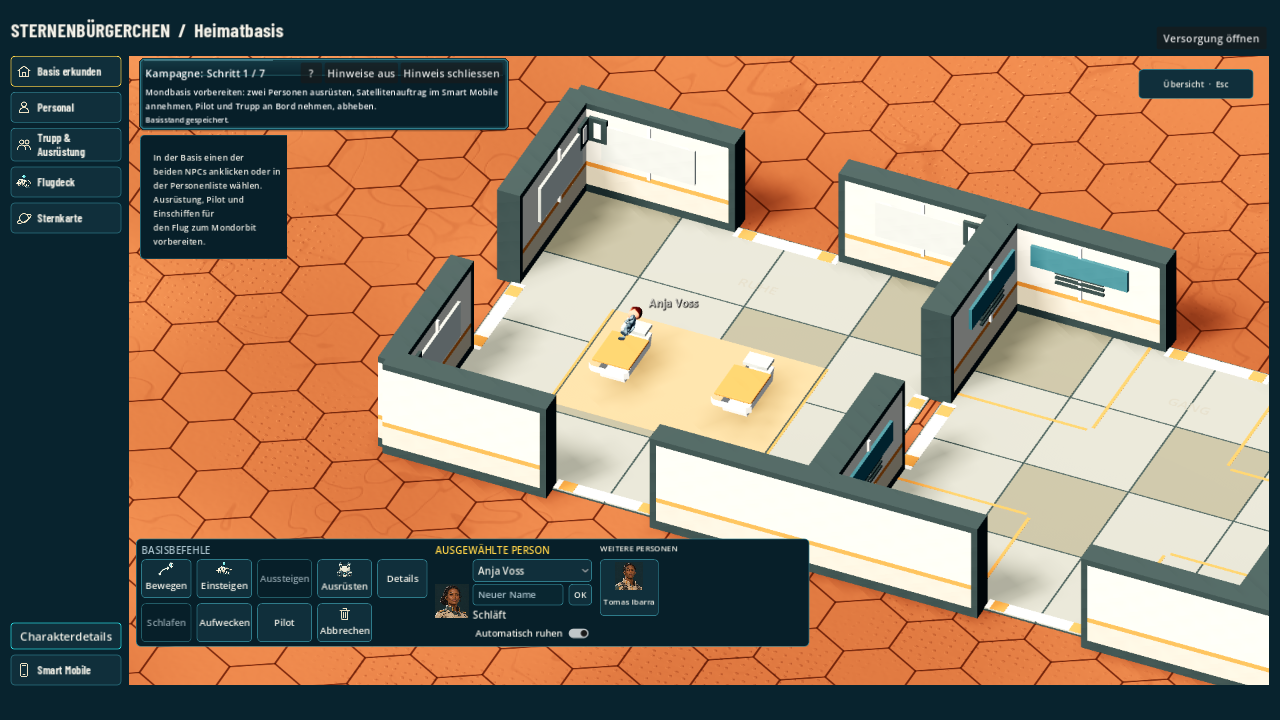 STERNENBÜRGERCHEN / Heimatbasis
Versorgung öffnen
Basis erkunden
Personal
Trupp &
Ausrüstung
Flugdeck
Sternkarte
Kampagne: Schritt 1 / 7
? Hinweise aus Hinweis schliessen
Mondbasis vorbereiten: zwei Personen ausrüsten, Satellitenauftrag im Smart Mobile
annehmen, Pilot und Trupp an Bord nehmen, abheben.
Basisstand gespeichert.
In der Basis einen der
beiden NPCs anklicken oder in
der Personenliste wählen.
Ausrüstung, Pilot und
Einschiffen für
den Flug zum Mondorbit
vorbereiten.
Übersicht · Esc
Anja Voss
BASISBEFEHLE
Bewegen
Einsteigen
Aussteigen
Ausrüsten
Details
Schlafen
Aufwecken
Pilot
Abbrechen
AUSGEWÄHLTE PERSON
Anja Voss
Neuer Name
OK
Schläft
Automatisch ruhen
WEITERE PERSONEN
Tomas Ibarra
Charakterdetails
Smart Mobile